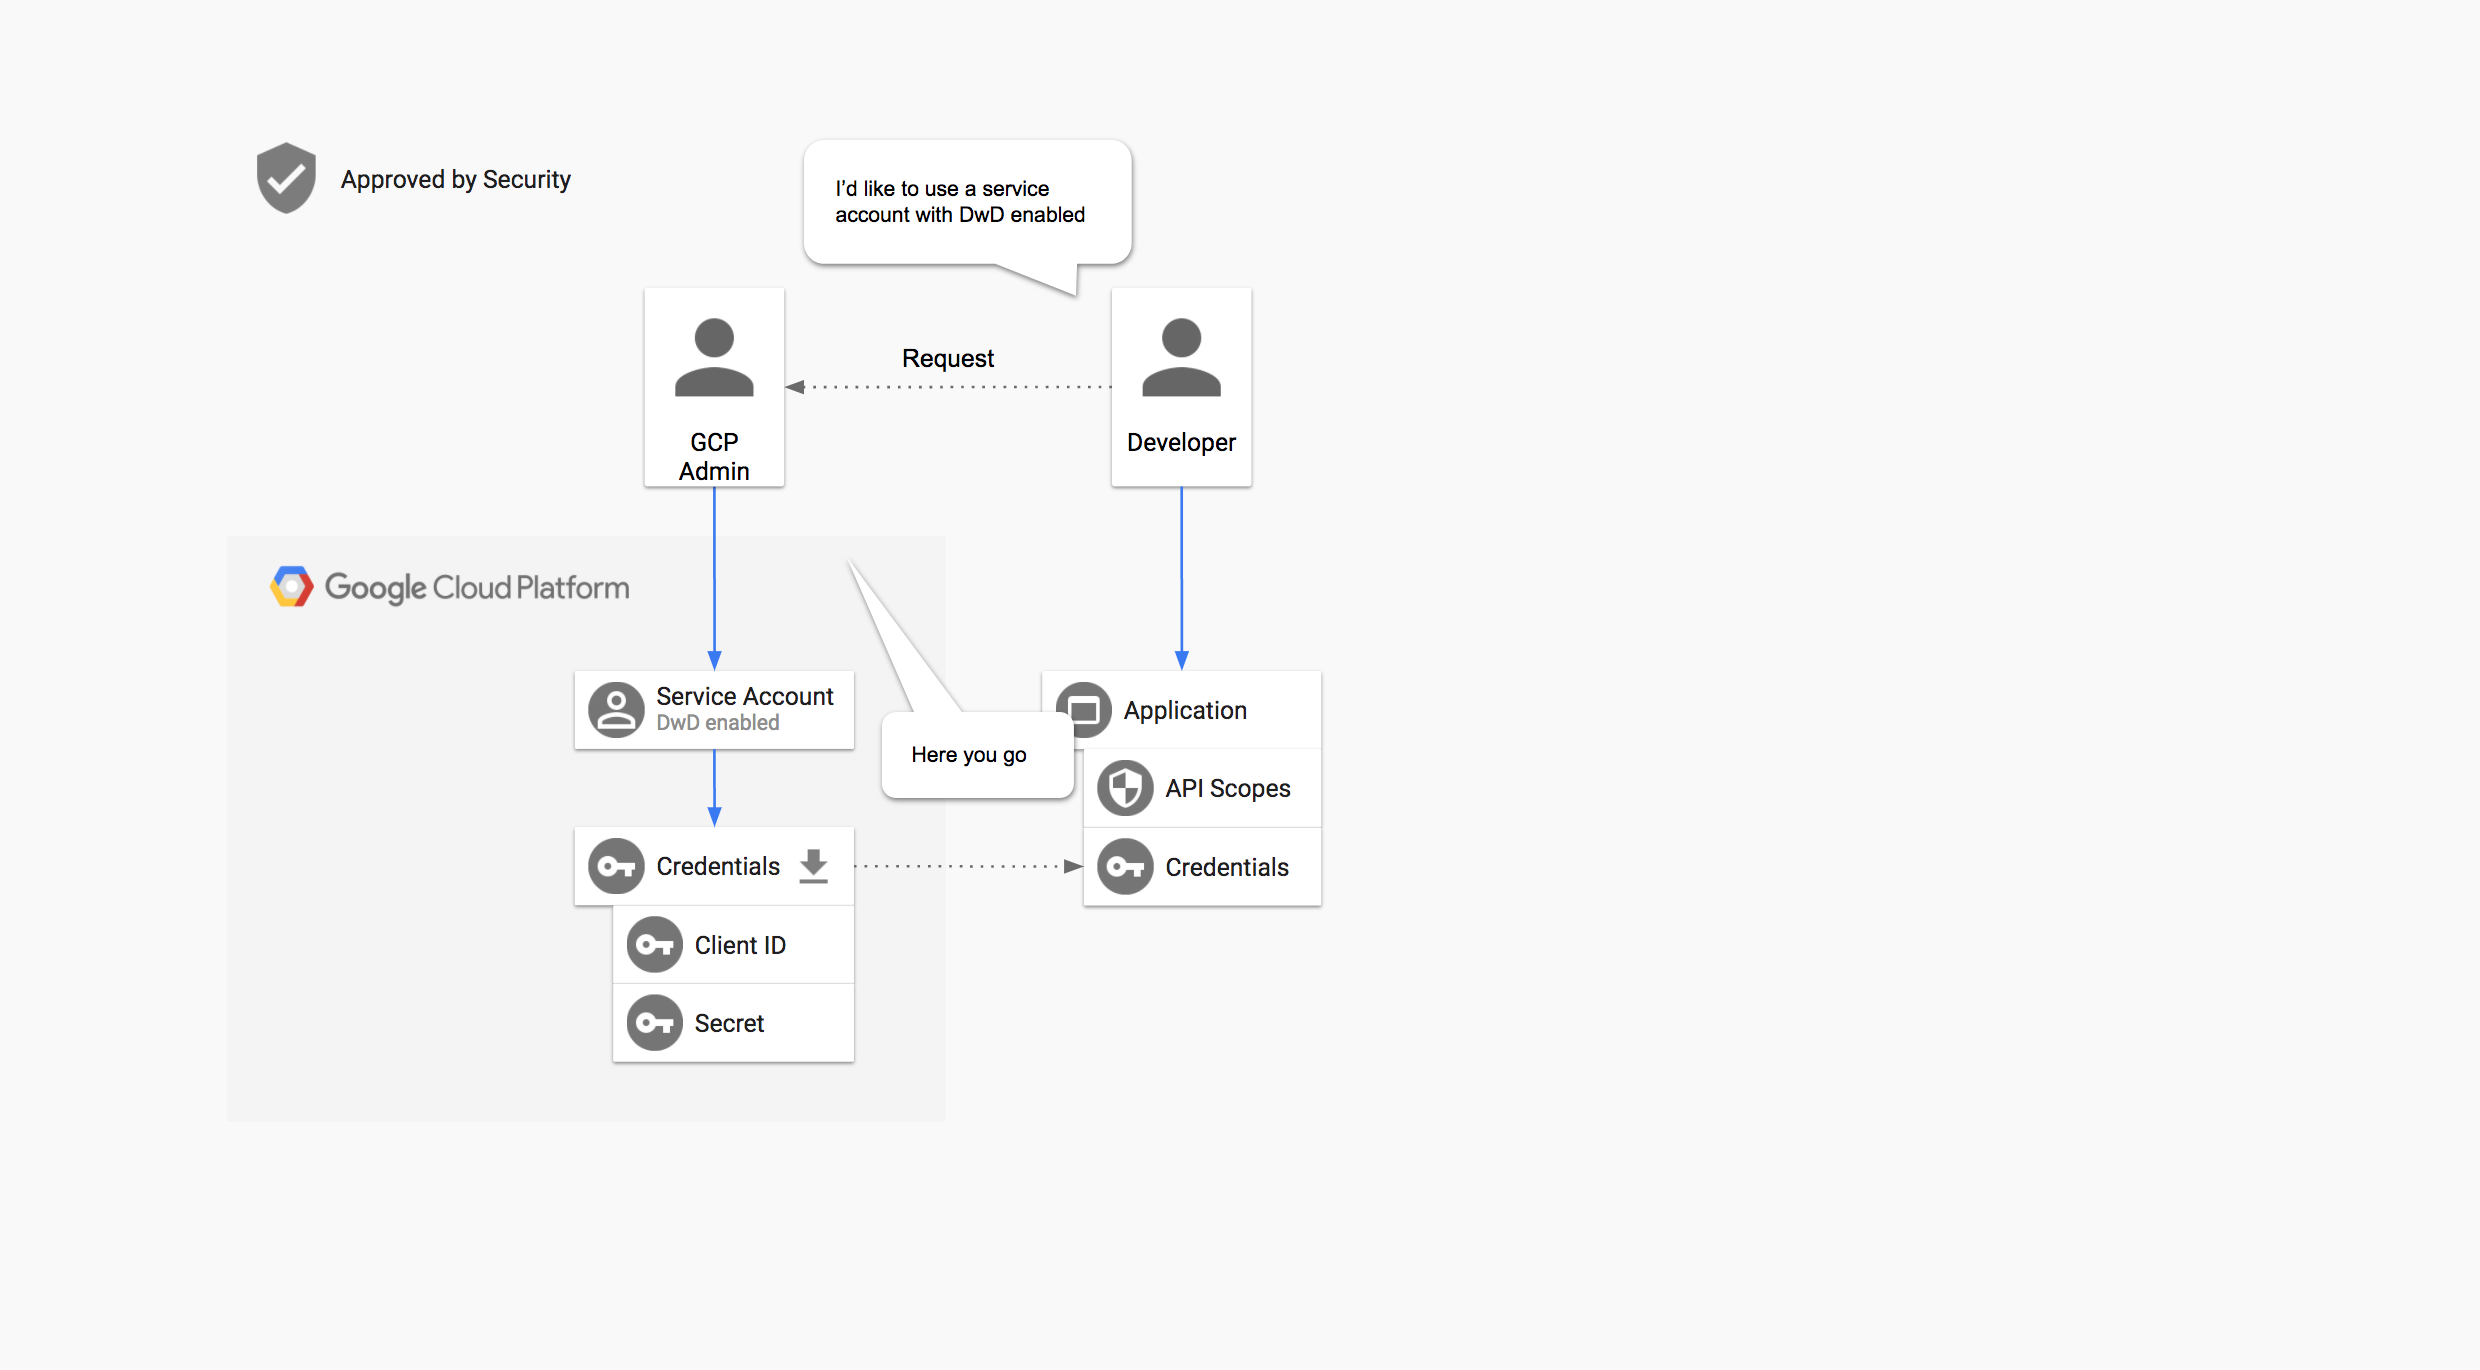 Approved by Security
I'd like to use a service
account with DwD enabled
Request
GCP
Admin
Developer
Google Cloud Platform
Service Account
DwD enabled
Application
Here you go
API Scopes
Credentials
Credentials
Client ID
Secret